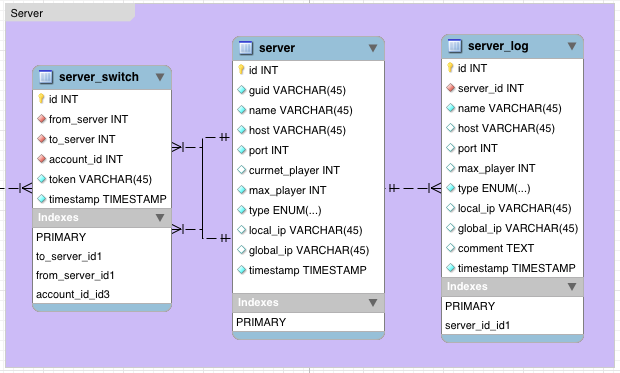 Server
server_switch
id INT
from_server INT
to_server INT
account_id INT
token VARCHAR(45)
timestamp TIMESTAMP
Indexes
PRIMARY
to_server_id1
from_server_id1
account_id_id3
server
id INT
guid VARCHAR(45)
name VARCHAR(45)
host VARCHAR(45)
port INT
currnet_player INT
max_player INT
type ENUM(...)
local_ip VARCHAR(45)
global_ip VARCHAR(45)
timestamp TIMESTAMP
Indexes
PRIMARY
server_log
id INT
server_id INT
name VARCHAR(45)
host VARCHAR(45)
port INT
max_player INT
type ENUM(...)
local_ip VARCHAR(45)
global_ip VARCHAR(45)
comment TEXT
timestamp TIMESTAMP
Indexes
PRIMARY
server_id_id1